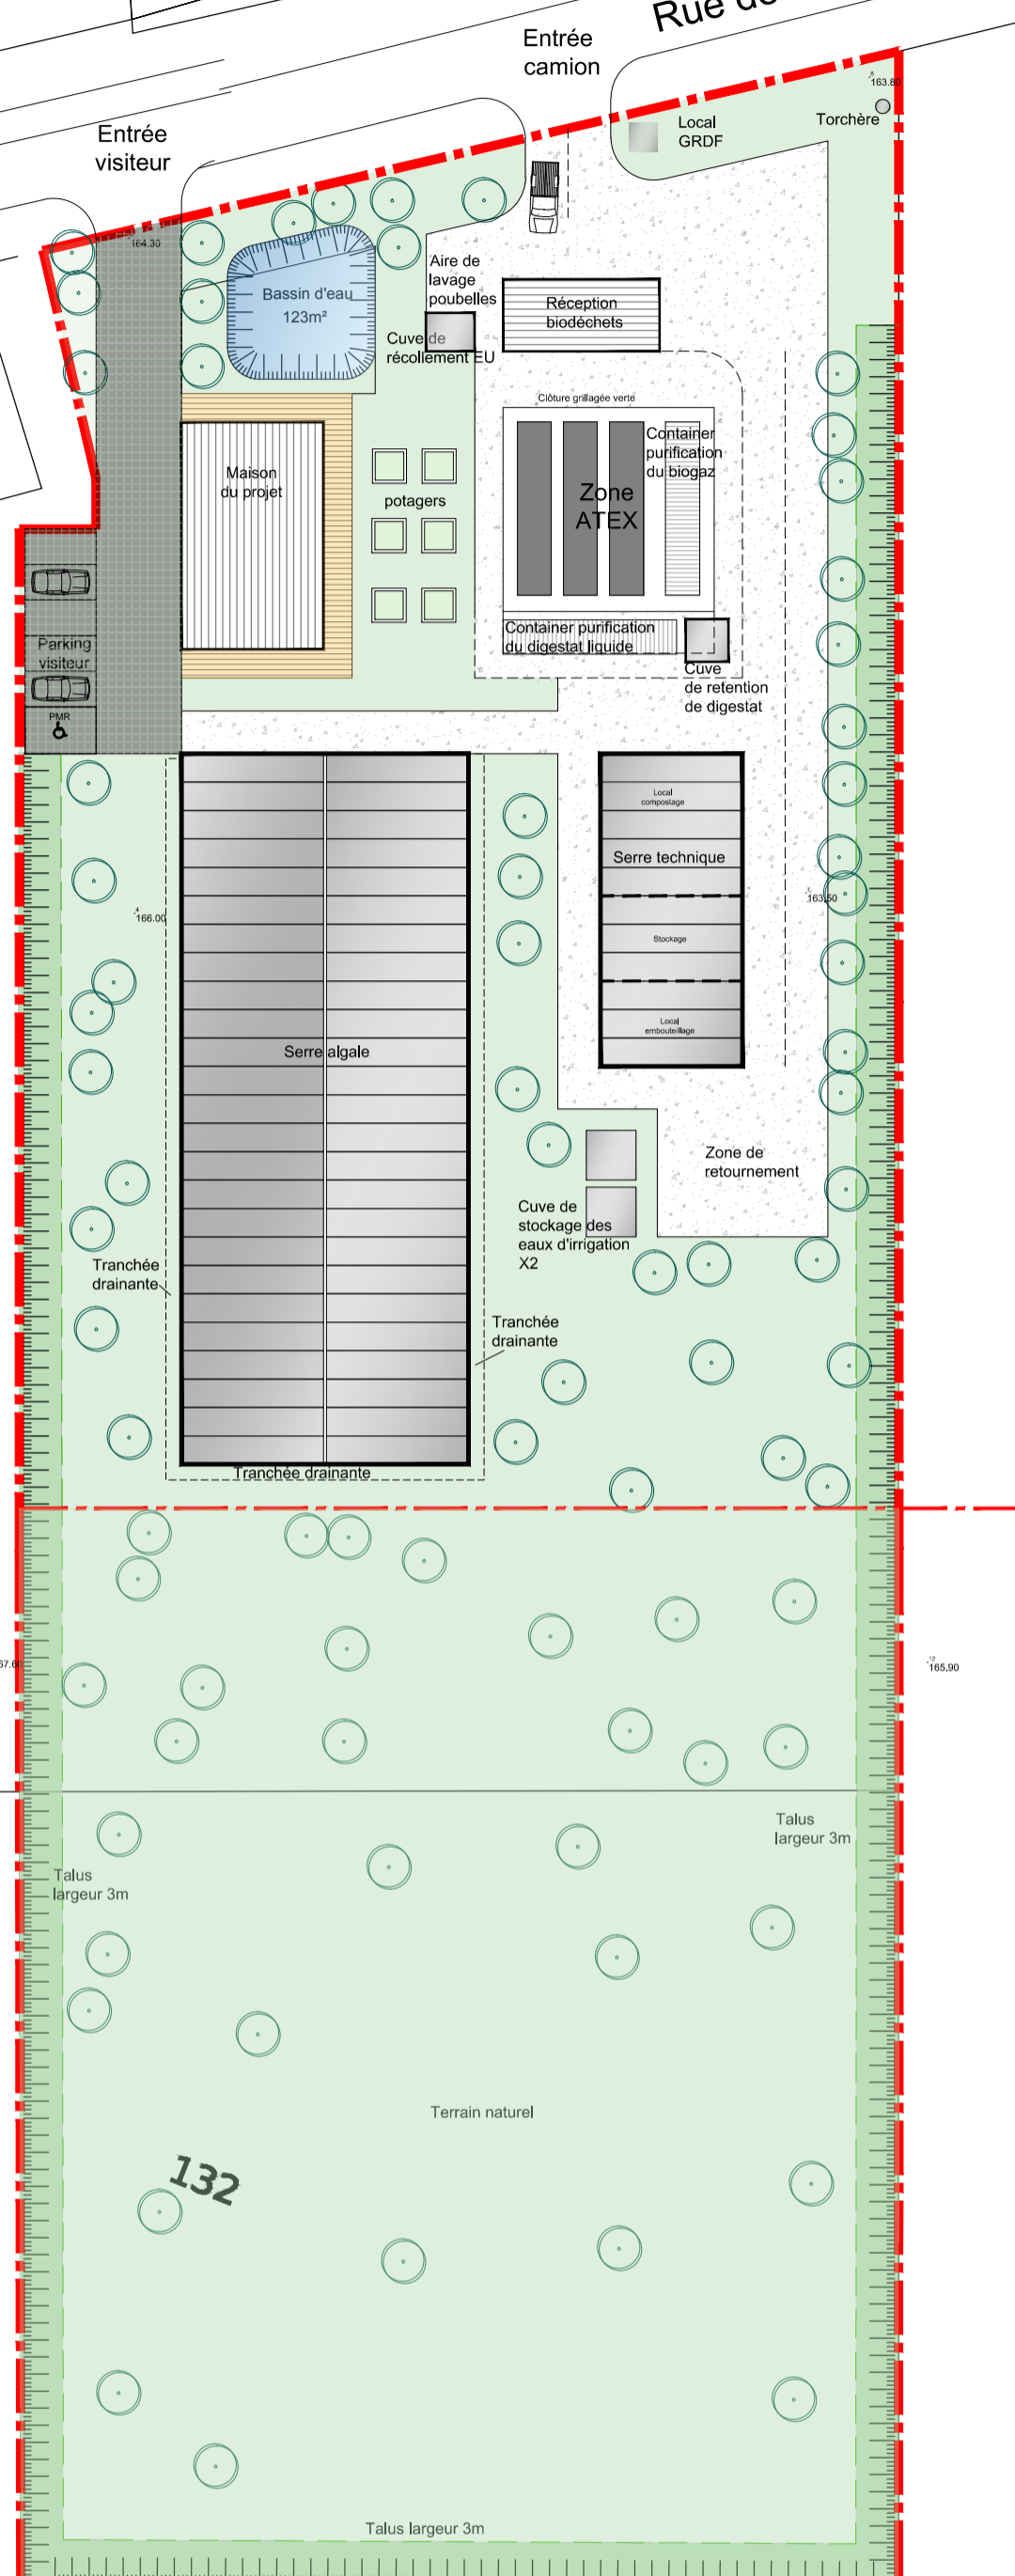 Rue de
Entrée
camion
163.80
Torchère
Local
GRDF
Entrée
visiteur
164.30
Aire de
lavage
poubelles
Bassin d'eau
123m²
Réception
biodéchets
Cuve de
récollement EU
Clôture grillagée verte
Container
purification
du biogaz
Zone
ATEX
Maison
du projet
potagers
Container purification
du digestat liquide
Cuve
de retention
de digestat
Parking
visiteur
PMR
Local
compostage
Serre technique
163.50
166.00
Stockage
Local
embouteillage
Serre algale
Zone de
retournement
Cuve de
stockage des
eaux d'irrigation
X2
Tranchée
drainante
Tranchée
drainante
Tranchée drainante
67.60
165.90
Talus
largeur 3m
Talus
largeur 3m
Terrain naturel
132
Talus largeur 3m